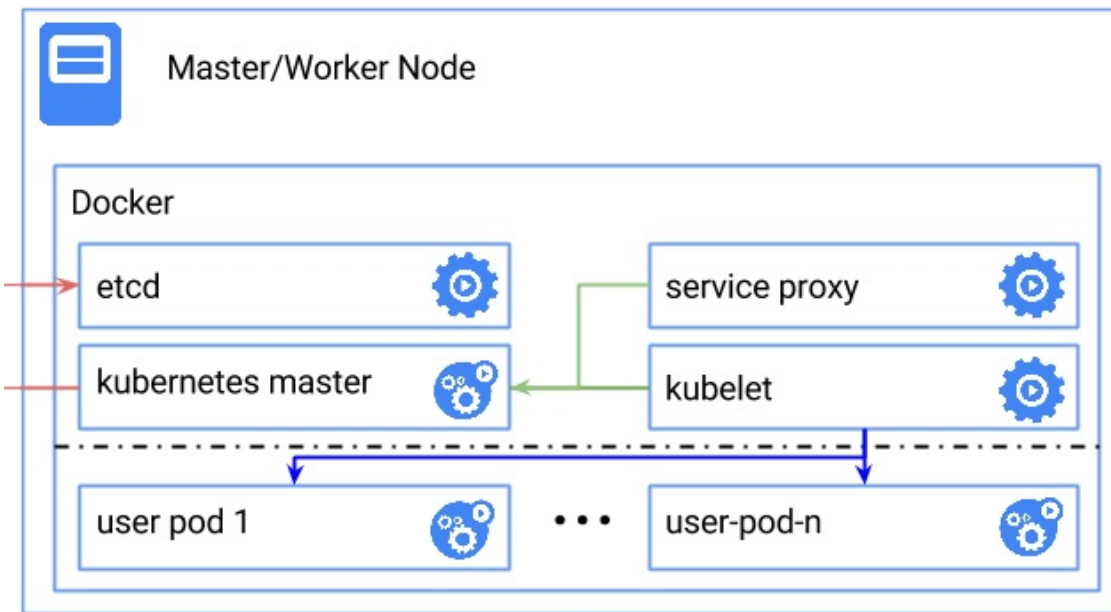 Master/Worker Node
Docker
etcd
service proxy
kubernetes master
kubelet
user pod 1
user-pod-n